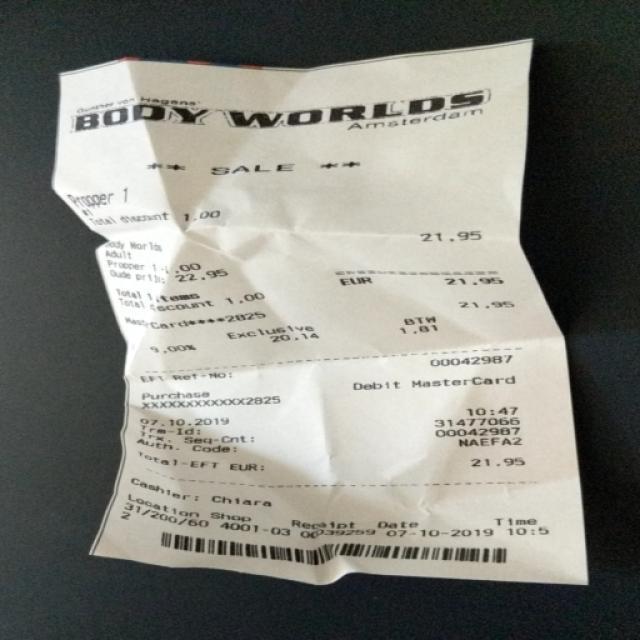 Gunther von Hagens'
BODY WORLDS
Amsterdam
** SALE **
Propper 1
#1
Total discount 1.00
Body Worlds 21.95
Adult
Propper 1-1.00
Oude prijs: 22.95
EUR 21.95
Total items
Total discount 1.00 21.95
MasterCard****2825
Exclusive BTW
9.00% 20.14 1.81
EFT Ref No: 00042987
Purchase Debit MasterCard
XXXXXXXXXXXX2825
07.10.2019 10:47
Trm-Id: 31477066
Trx. Seq-Cnt: 00042987
Auth. Code: NAEFA2
Total-EFT EUR: 21.95
Cashier: Chiara
Location Shop Receipt Date Time
31/200/60 4001-03 07-10-2019 10:5
2